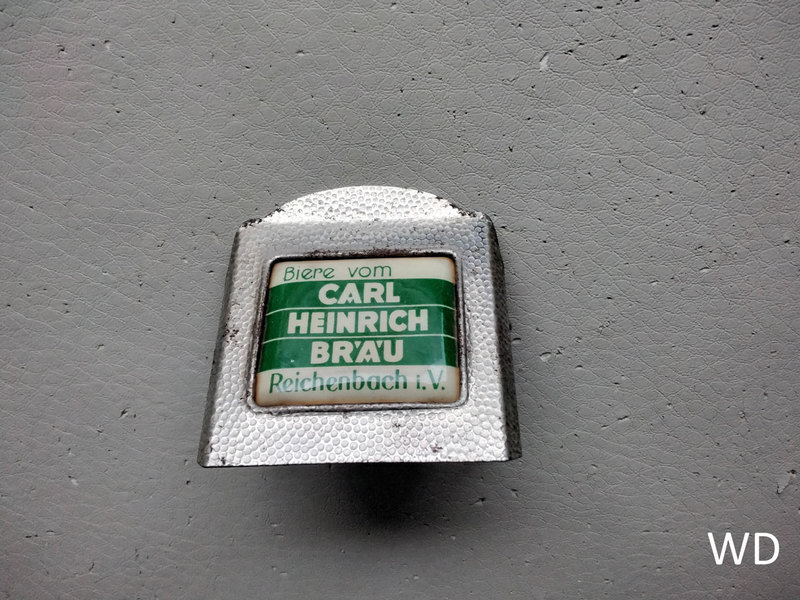 Biere vom
CARL
HEINRICH
BRÄU
Reichenbach i.V.
WD